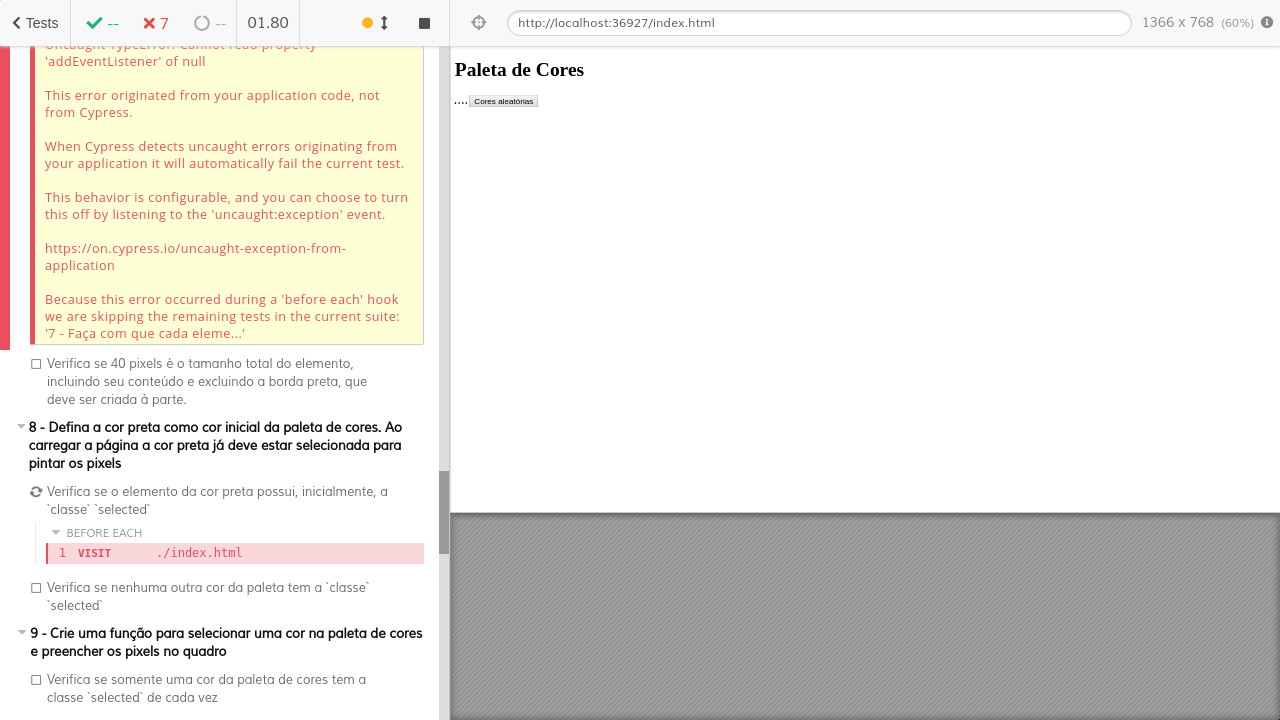 Tests
--
7
--
01.80
http://localhost:36927/index.html
1366 x 768 (60%)
Uncaught TypeError: Cannot read property
'addEventListener' of null
This error originated from your application code, not
from Cypress.
When Cypress detects uncaught errors originating from
your application it will automatically fail the current test.
This behavior is configurable, and you can choose to turn
this off by listening to the 'uncaught:exception' event.
https://on.cypress.io/uncaught-exception-from-
application
Because this error occurred during a 'before each' hook
we are skipping the remaining tests in the current suite:
'7 - Faça com que cada eleme...'
Verifica se 40 pixels é o tamanho total do elemento,
incluindo seu conteúdo e excluindo a borda preta, que
deve ser criada à parte.
8 - Defina a cor preta como cor inicial da paleta de cores. Ao
carregar a página a cor preta já deve estar selecionada para
pintar os pixels
Verifica se o elemento da cor preta possui, inicialmente, a
`classe` `selected`
BEFORE EACH
1 VISIT ./index.html
Verifica se nenhuma outra cor da paleta tem a `classe`
`selected`
9 - Crie uma função para selecionar uma cor na paleta de cores
e preencher os pixels no quadro
Verifica se somente uma cor da paleta de cores tem a
classe `selected` de cada vez
Paleta de Cores
.... Cores aleatórias